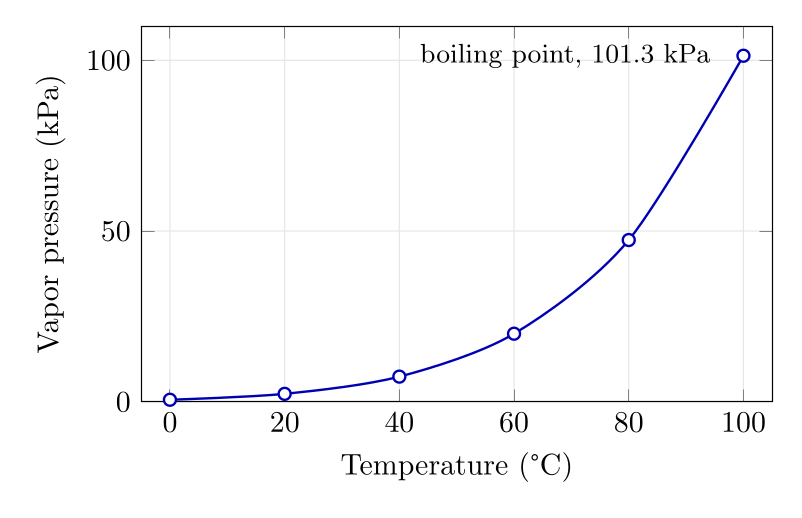 boiling point, 101.3 kPa
100
50
0
Vapor pressure (kPa)
0 20 40 60 80 100
Temperature (°C)